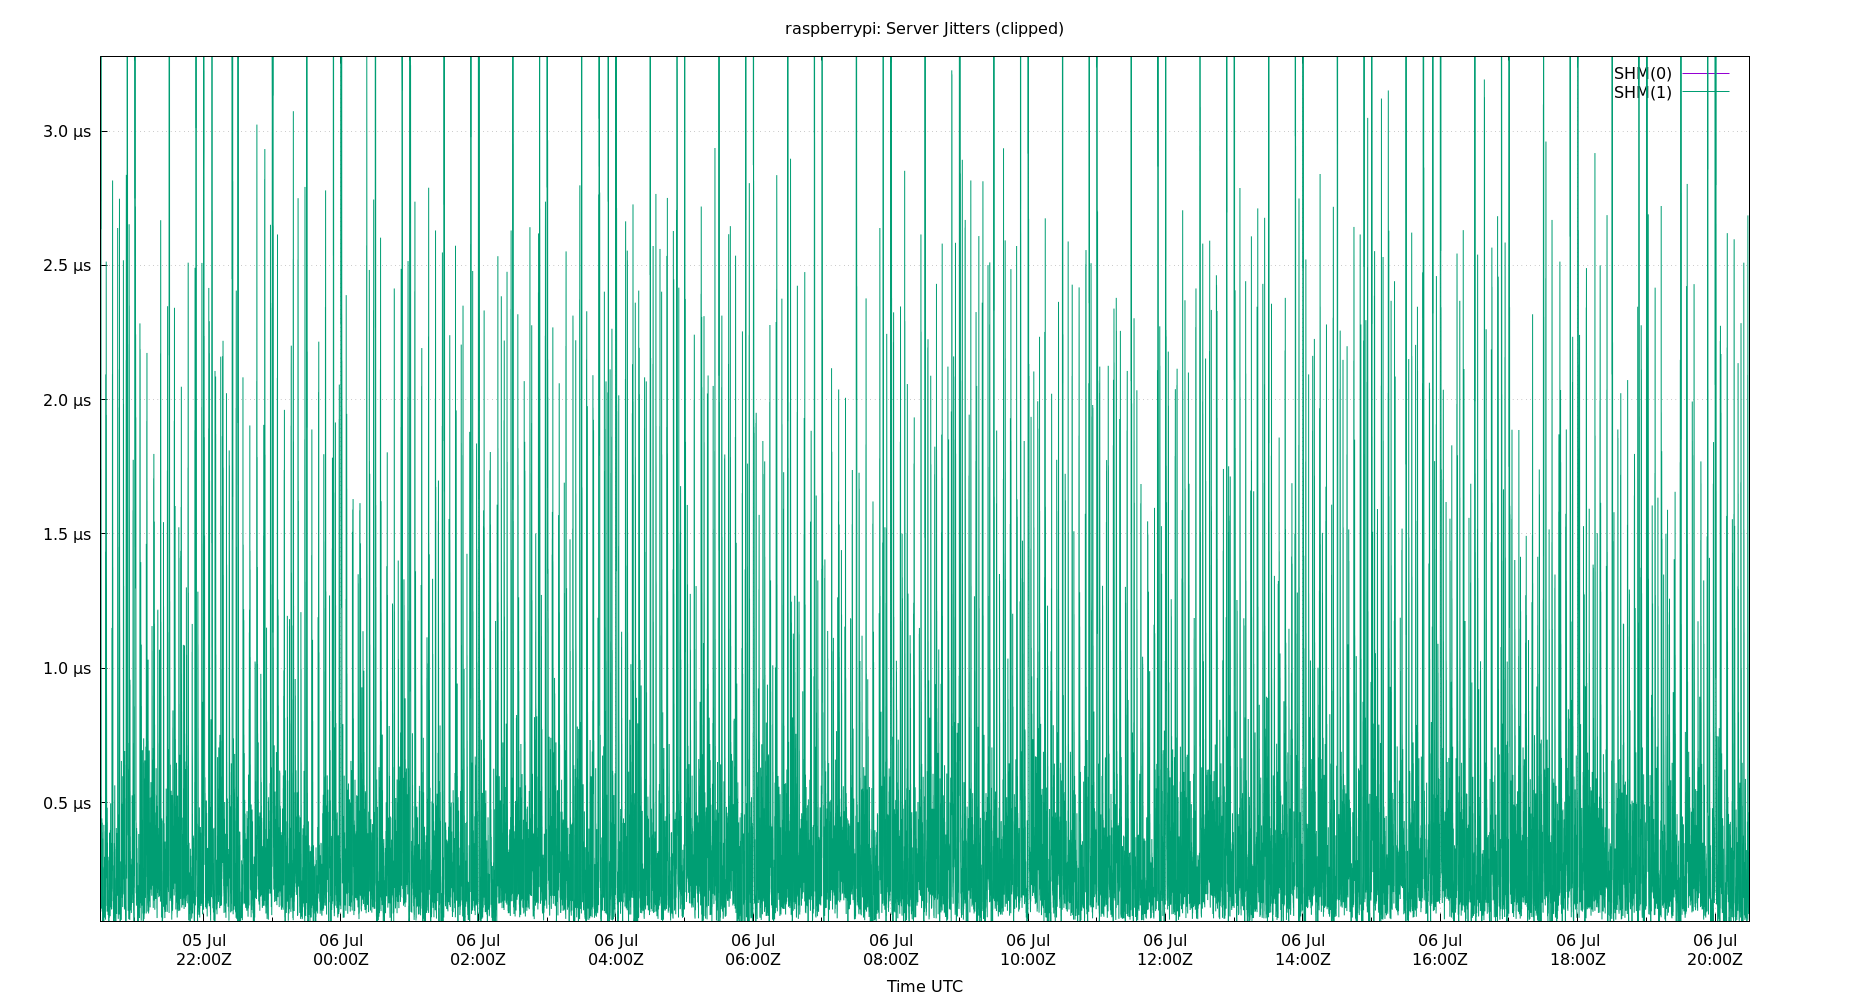 raspberrypi: Server Jitters (clipped)
SHM(0)
SHM(1)
3.0 µs
2.5 µs
2.0 µs
1.5 µs
1.0 µs
0.5 µs
05 Jul 06 Jul 06 Jul 06 Jul 06 Jul 06 Jul 06 Jul 06 Jul 06 Jul 06 Jul 06 Jul 06 Jul
22:00Z 00:00Z 02:00Z 04:00Z 06:00Z 08:00Z 10:00Z 12:00Z 14:00Z 16:00Z 18:00Z 20:00Z
Time UTC